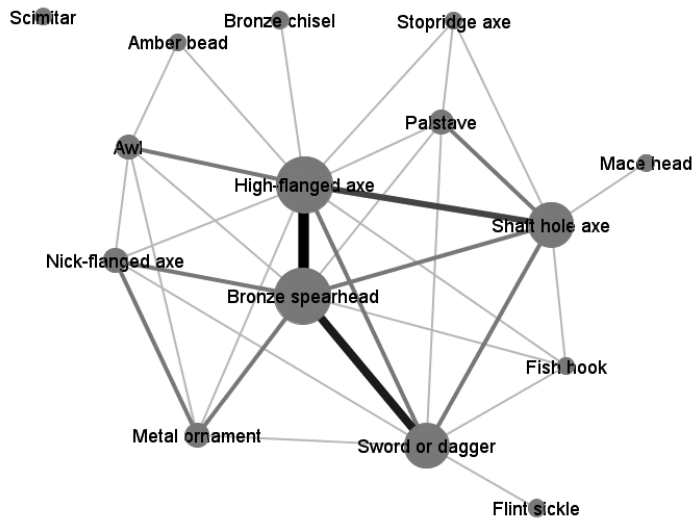 Scimitar
Bronze chisel
Stopridge axe
Amber bead
Palstave
Awl
Mace head
High-flanged axe
Shaft hole axe
Nick-flanged axe
Bronze spearhead
Fish hook
Metal ornament
Sword or dagger
Flint sickle